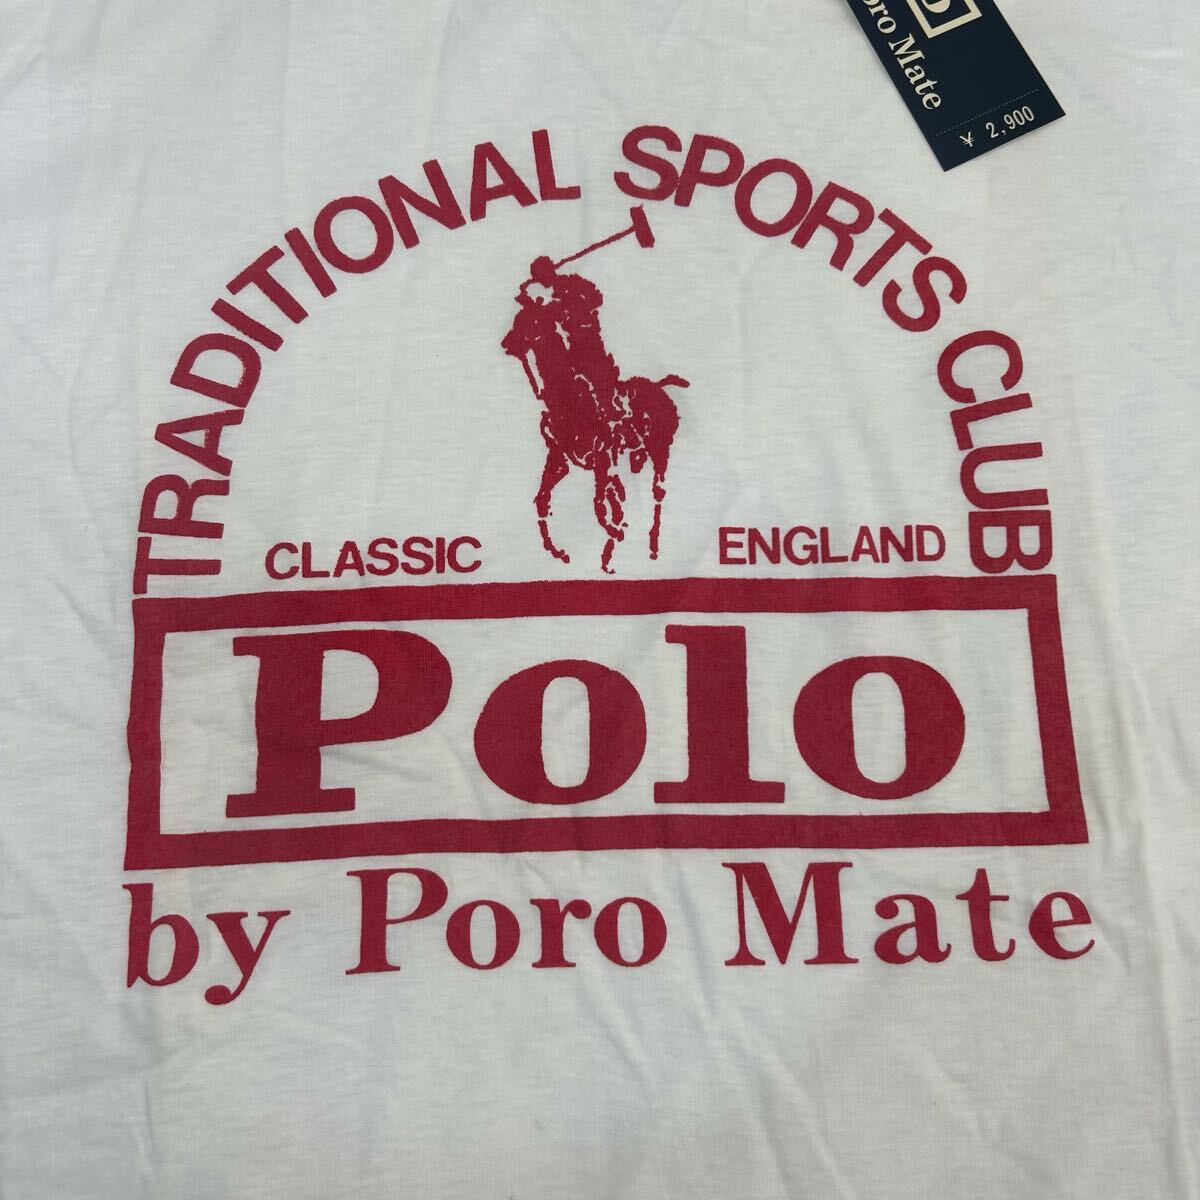 TRADITIONAL SPORTS CLUB
CLASSIC ENGLAND
Polo
by Poro Mate
oro Mate
¥ 2,900